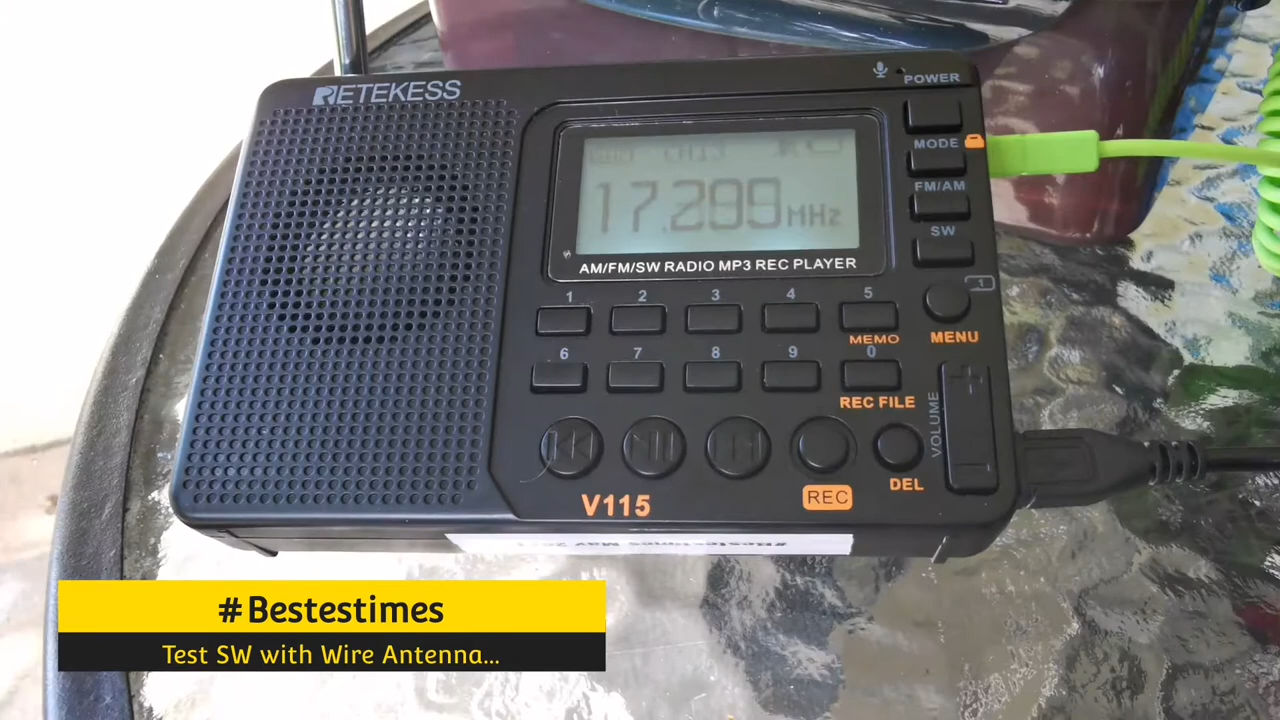 RETEKESS
POWER
MODE
FM/AM
SW
17.299 MHz
AM/FM/SW RADIO MP3 REC PLAYER
1 2 3 4 5
MEMO
MENU
6 7 8 9 0
REC FILE
VOLUME
V115
REC
DEL
#Bestestimes May
#Bestestimes
Test SW with Wire Antenna...